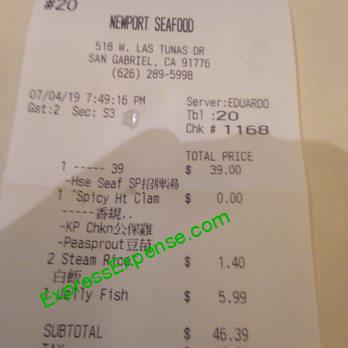 #20
NEWPORT SEAFOOD
518 W. LAS TUNAS DR
SAN GABRIEL, CA 91776
(626) 289-5998
07/04/19 7:49:16 PM Server:EDUARDO
Gst:2 Sec: S3 Tbl :20
Chk # 1168
TOTAL PRICE
1 ----- 39 $ 39.00
-Hse Seaf SP招牌湯
1 ^Spicy Ht Clam $ 0.00
-----香蜆..
-KP Chkn公保雞
-Peasprout豆苗
2 Steam Rice $ 1.40
白飯
Jelly Fish $ 5.99
SUBTOTAL $ 46.39
TAX
ExpressExpense.com